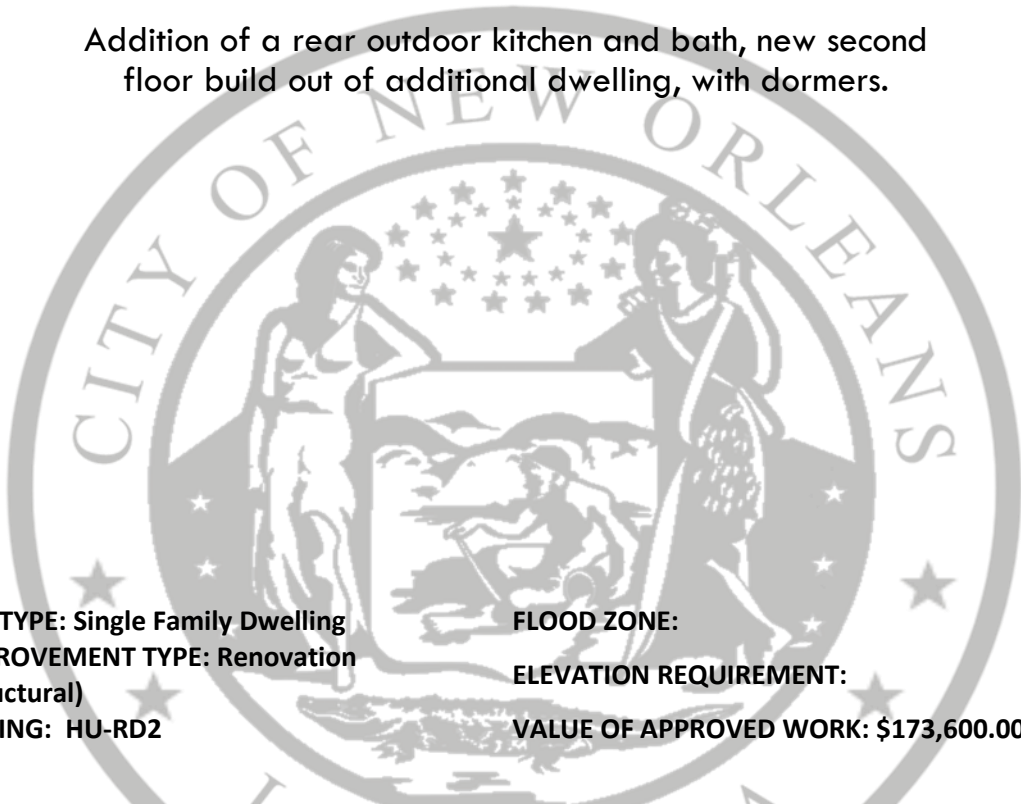 Addition of a rear outdoor kitchen and bath, new second
floor build out of additional dwelling, with dormers.
CITY OF NEW ORLEANS
TYPE: Single Family Dwelling
ROVEMENT TYPE: Renovation
uctural)
ING: HU-RD2
FLOOD ZONE:
ELEVATION REQUIREMENT:
VALUE OF APPROVED WORK: $173,600.00